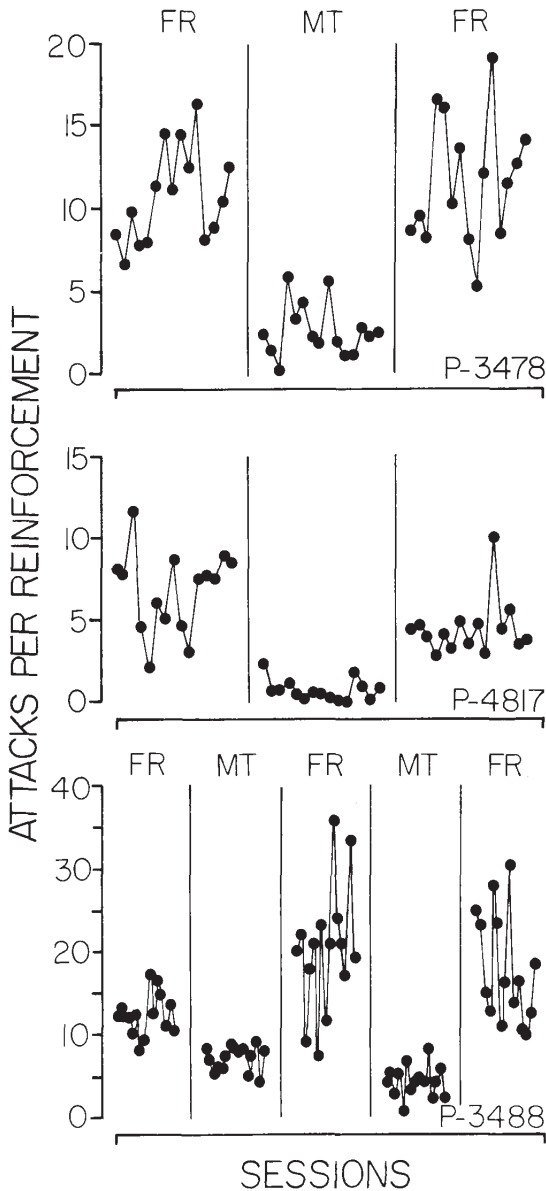 FR MT FR
20
15
10
5
0
P-3478
ATTACKS PER REINFORCEMENT
15
10
5
0
P-4817
FR MT FR MT FR
40
30
20
10
0
P-3488
SESSIONS